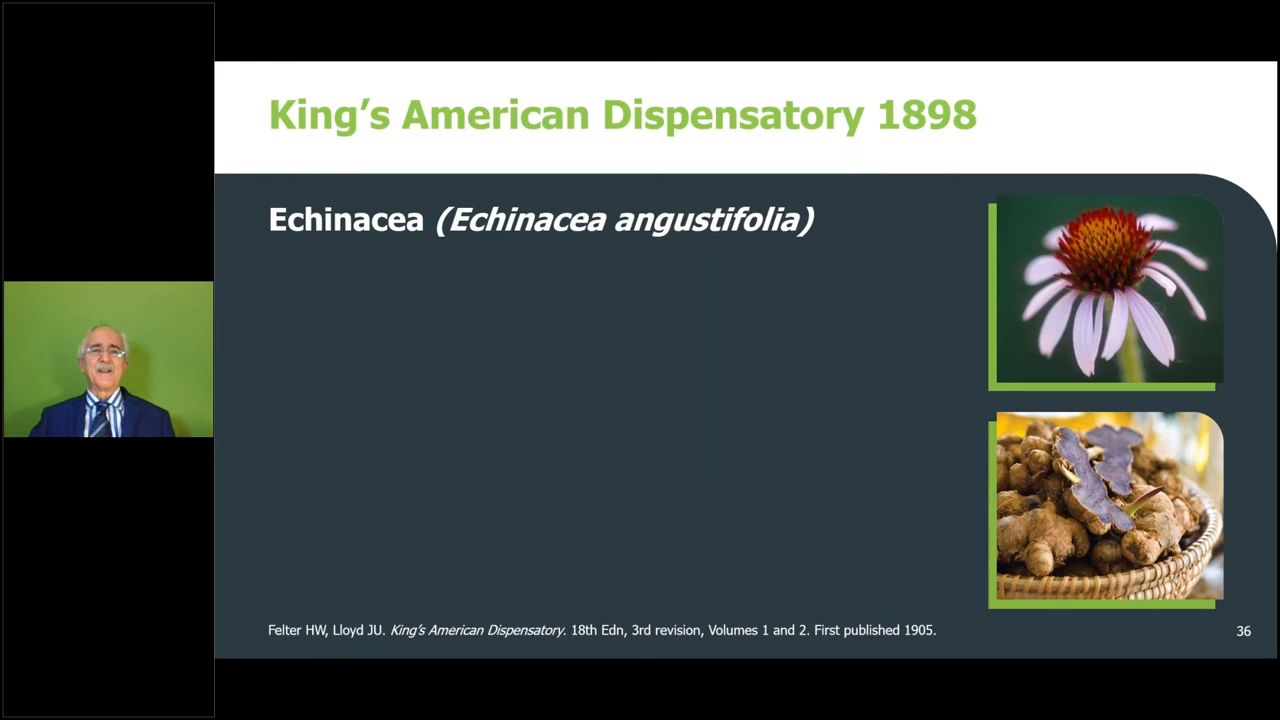 King's American Dispensatory 1898
Echinacea (Echinacea angustifolia)
Felter HW, Lloyd JU. King's American Dispensatory. 18th Edn, 3rd revision, Volumes 1 and 2. First published 1905.
36